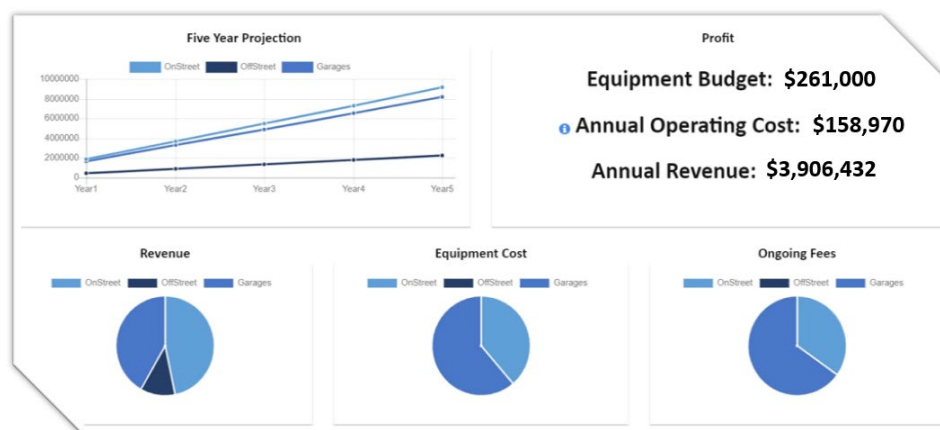 Five Year Projection
OnStreet OffStreet Garages
10000000
8000000
6000000
4000000
2000000
0
Year1 Year2 Year3 Year4 Year5
Profit
Equipment Budget: $261,000
Annual Operating Cost: $158,970
Annual Revenue: $3,906,432
Revenue
OnStreet OffStreet Garages
Equipment Cost
OnStreet OffStreet Garages
Ongoing Fees
OnStreet OffStreet Garages